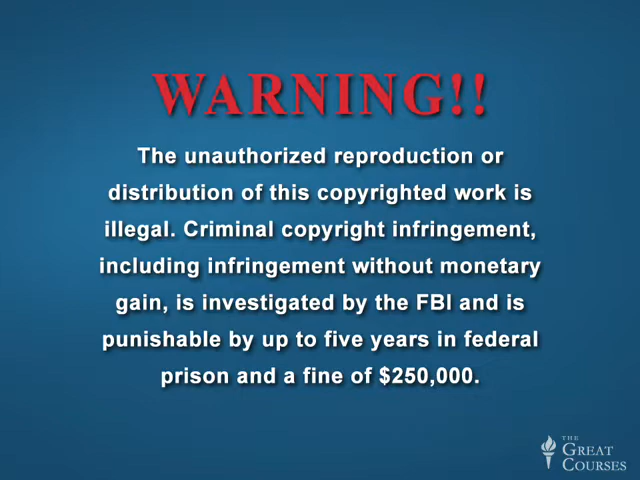 WARNING!!
The unauthorized reproduction or
distribution of this copyrighted work is
illegal. Criminal copyright infringement,
including infringement without monetary
gain, is investigated by the FBI and is
punishable by up to five years in federal
prison and a fine of $250,000.
THE
GREAT
COURSES